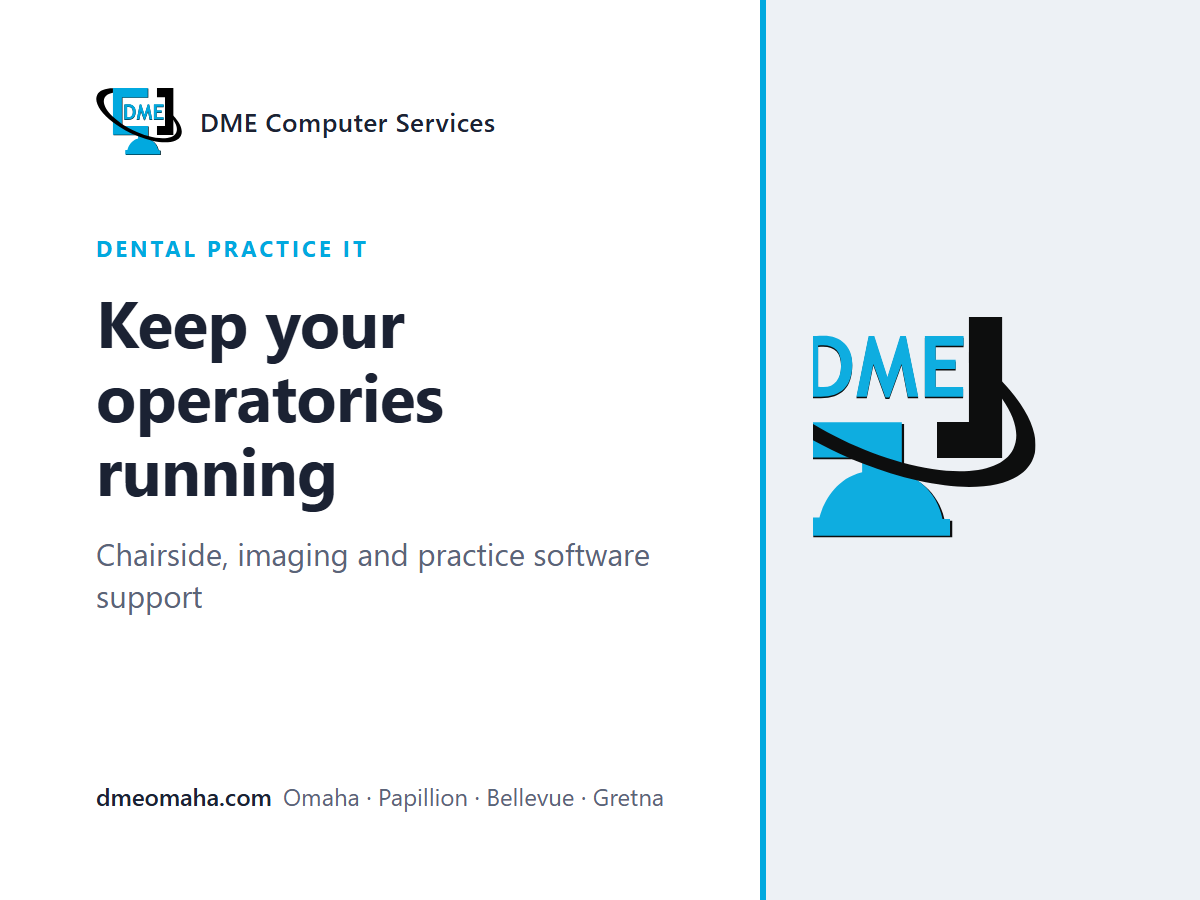 DME
DME Computer Services
DENTAL PRACTICE IT
Keep your
operatories
running
Chairside, imaging and practice software
support
dmeomaha.com Omaha · Papillion · Bellevue · Gretna
DME